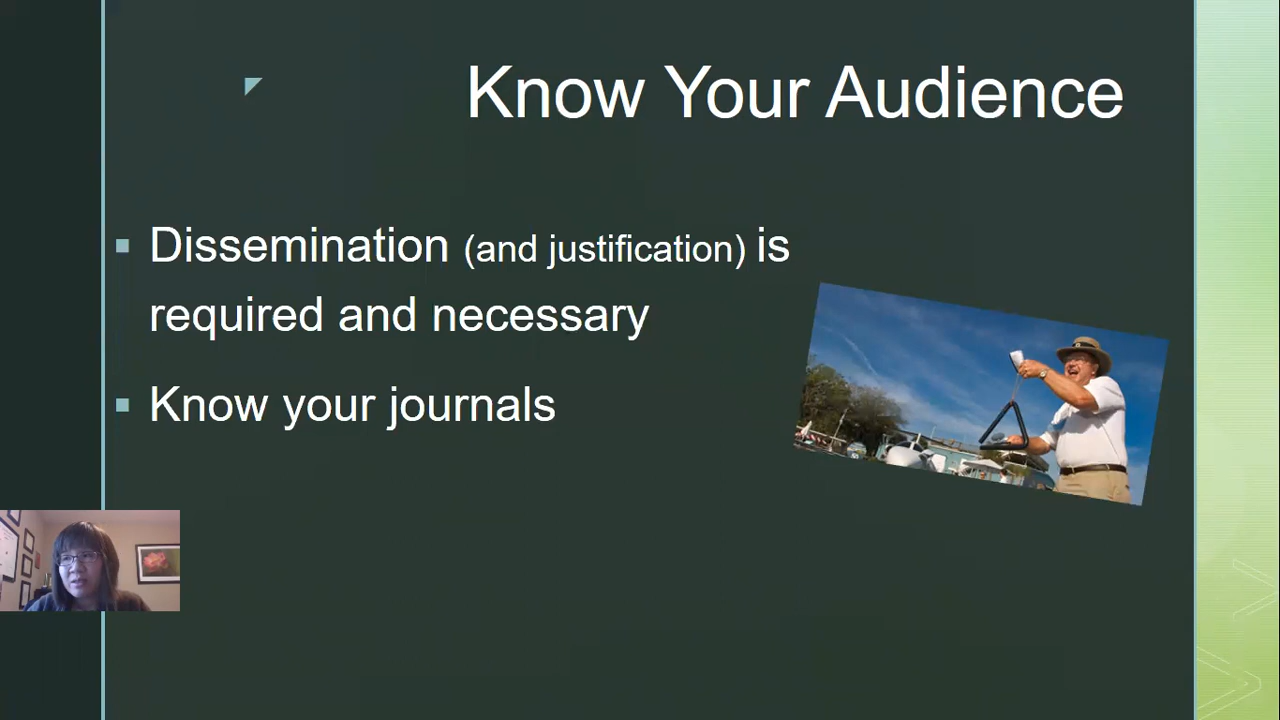 Know Your Audience
Dissemination (and justification) is
required and necessary
Know your journals